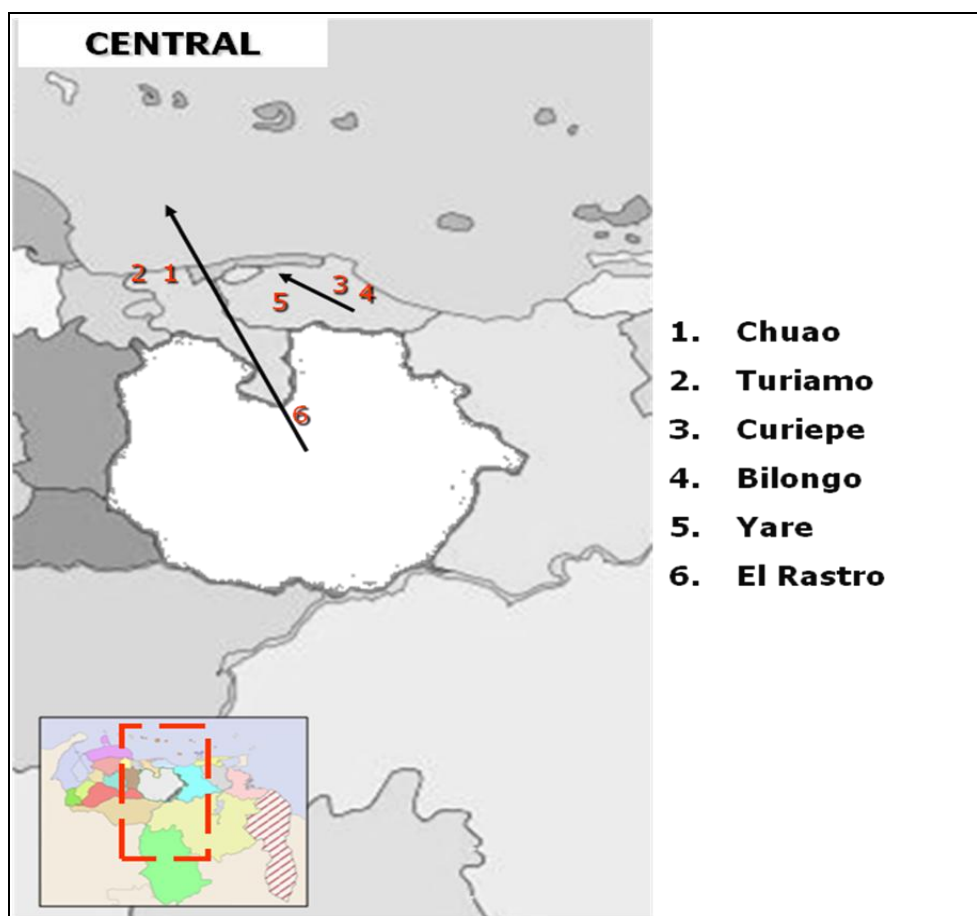 CENTRAL
2 1
3
4
5
6
1. Chuao
2. Turiamo
3. Curiepe
4. Bilongo
5. Yare
6. El Rastro